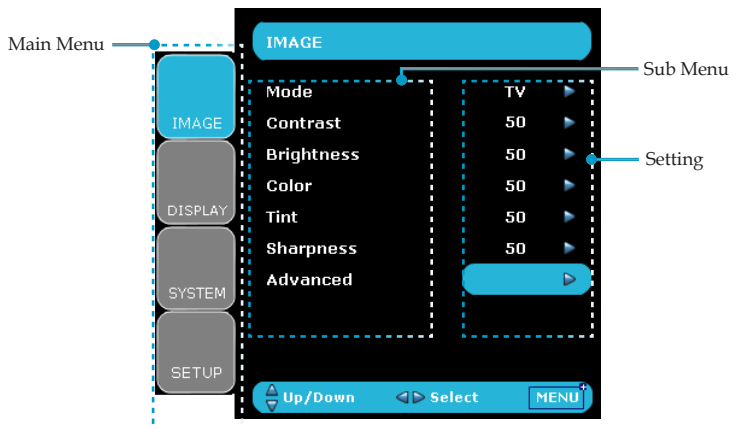 Main Menu
IMAGE
Sub Menu
Mode TV
IMAGE
Contrast 50
Brightness 50
Setting
Color 50
DISPLAY
Tint 50
Sharpness 50
Advanced
SYSTEM
SETUP
Up/Down Select MENU